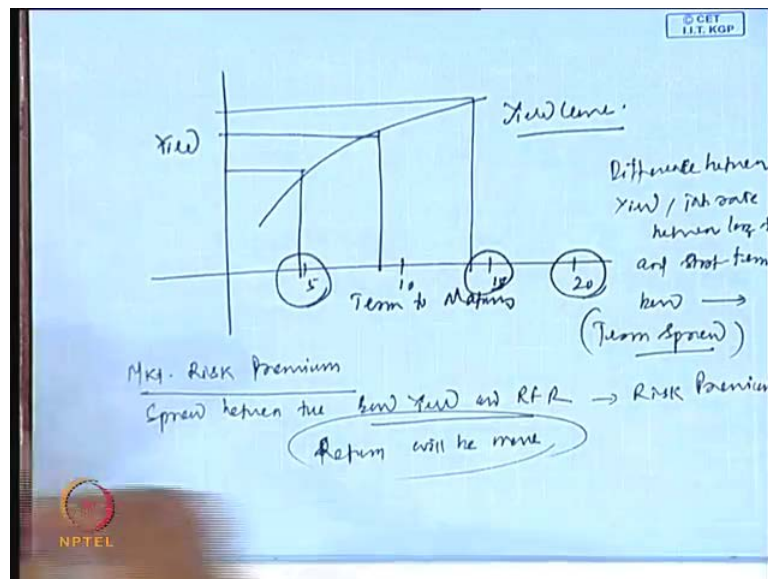 © CET
I.I.T. KGP
Yield
Yield Curve.
Difference between
Yield / int rate
between long t
and short term
bond →
(Term Spread)
5 10 15 20
Term to Maturity
Mkt. Risk Premium
Spread between the bond Yield and RFR → Risk Premium
Return will be more
NPTEL